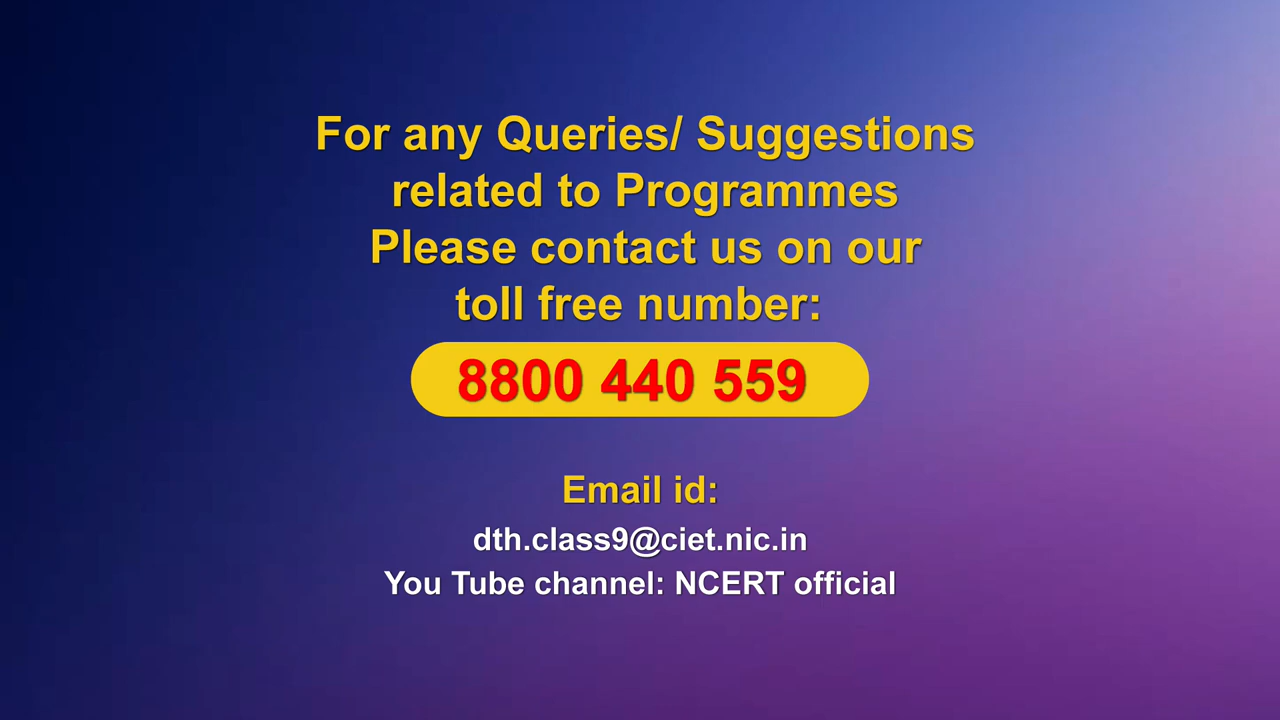 For any Queries/ Suggestions
related to Programmes
Please contact us on our
toll free number:
8800 440 559
Email id:
dth.class9@ciet.nic.in
You Tube channel: NCERT official